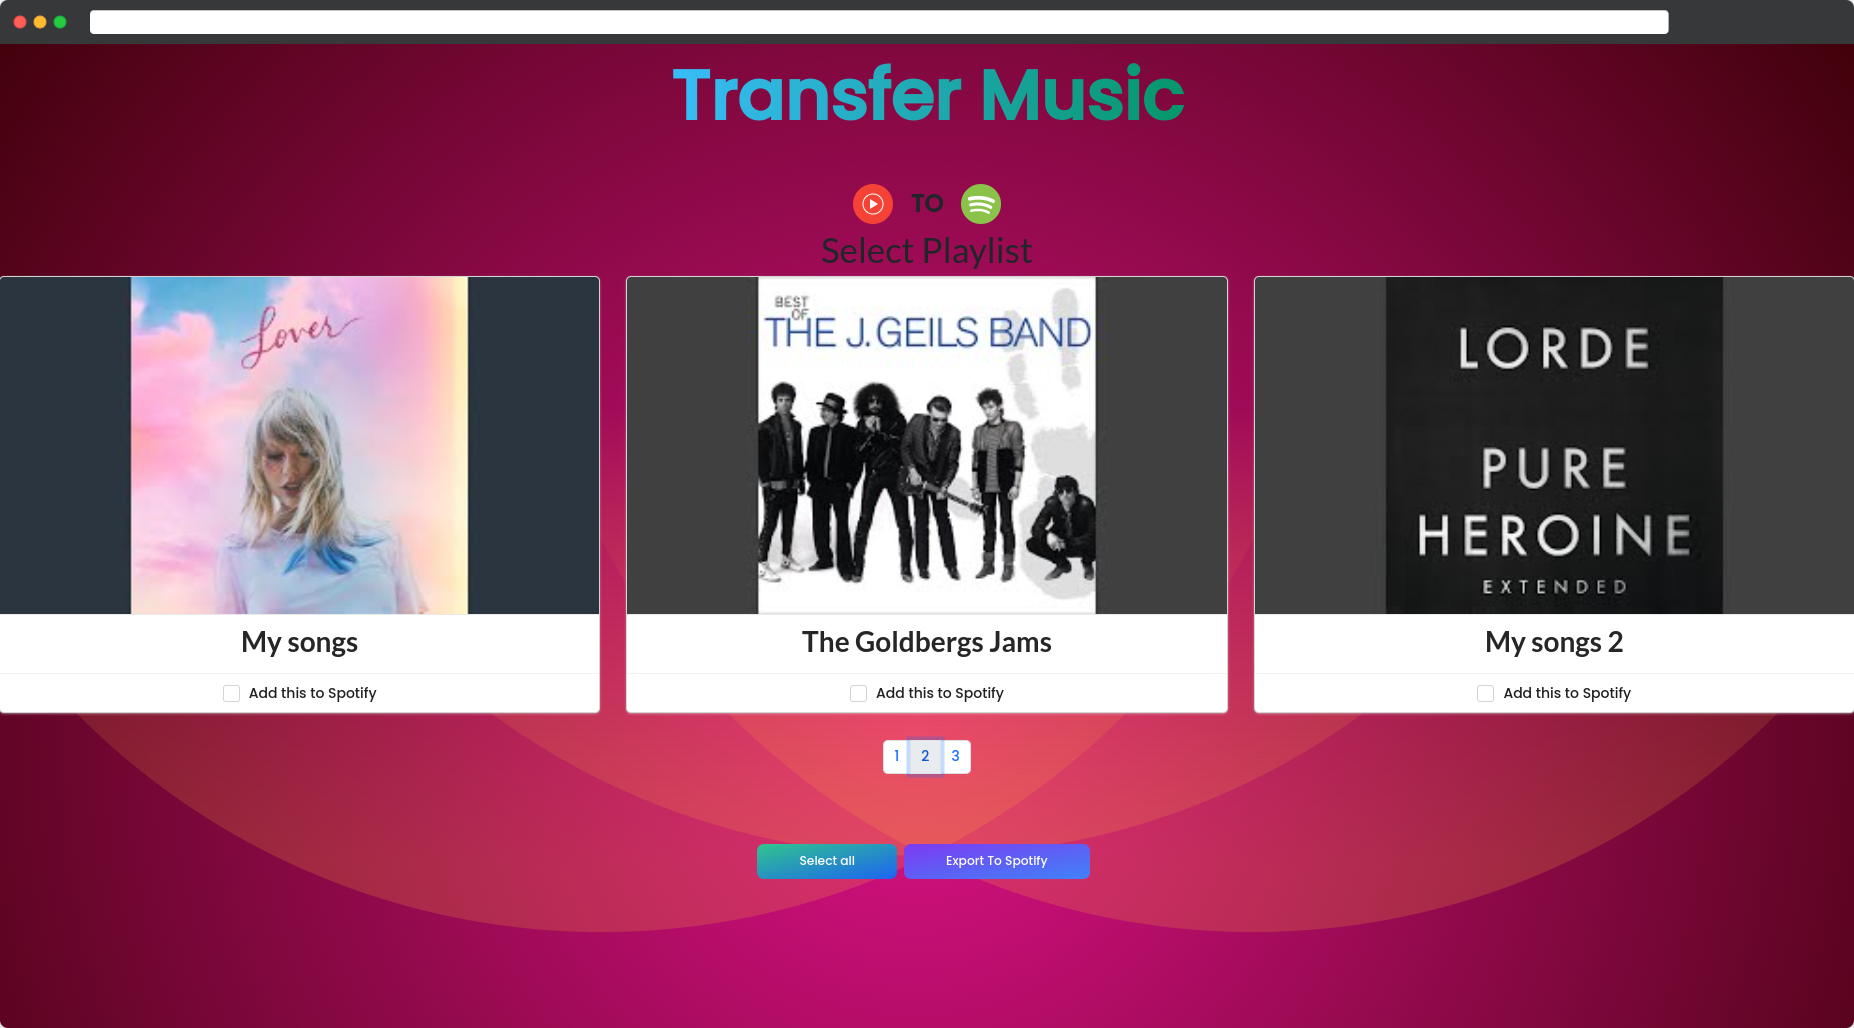 Transfer Music
TO
Select Playlist
Lover
BEST
OF
THE J. GEILS BAND
LORDE
PURE
HEROINE
EXTENDED
My songs
The Goldbergs Jams
My songs 2
Add this to Spotify
Add this to Spotify
Add this to Spotify
1 2 3
Select all
Export To Spotify